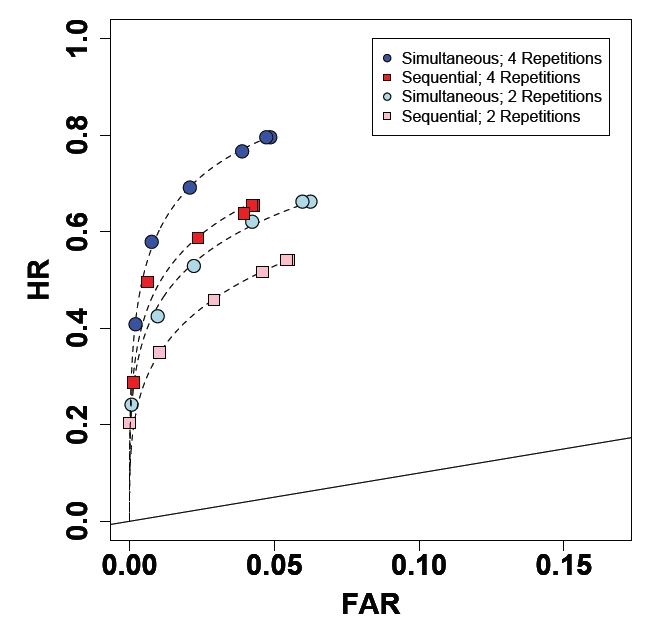 1.0
0.8
0.6
0.4
0.2
0.0
HR
Simultaneous; 4 Repetitions
Sequential; 4 Repetitions
Simultaneous; 2 Repetitions
Sequential; 2 Repetitions
0.00 0.05 0.10 0.15
FAR